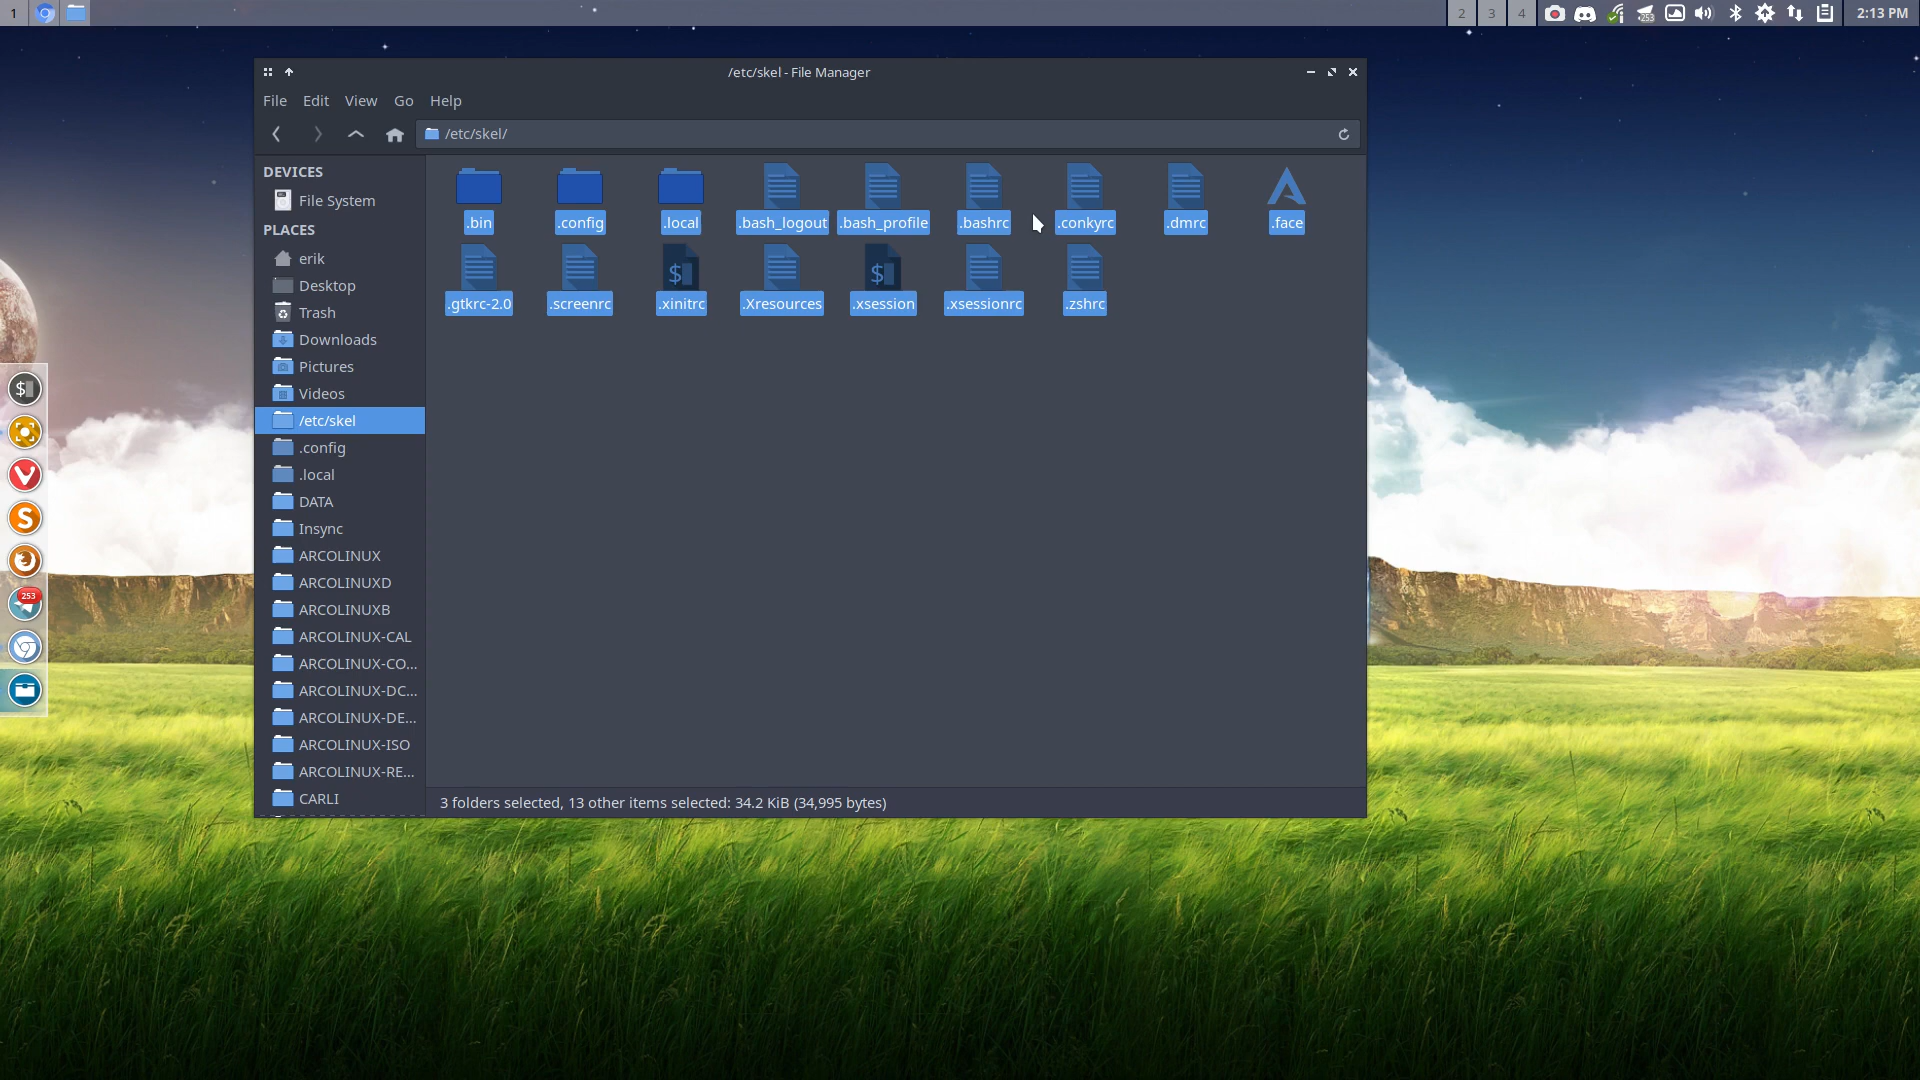 1
2 3 4 253 2:13 PM
/etc/skel - File Manager
File Edit View Go Help
/etc/skel/
DEVICES
File System
PLACES
erik
Desktop
Trash
Downloads
Pictures
Videos
/etc/skel
.config
.local
DATA
Insync
ARCOLINUX
ARCOLINUXD
ARCOLINUXB
ARCOLINUX-CAL
ARCOLINUX-CO...
ARCOLINUX-DC...
ARCOLINUX-DE...
ARCOLINUX-ISO
ARCOLINUX-RE...
CARLI
.bin .config .local .bash_logout .bash_profile .bashrc .conkyrc .dmrc .face
$ $
.gtkrc-2.0 .screenrc .xinitrc .Xresources .xsession .xsessionrc .zshrc
3 folders selected, 13 other items selected: 34.2 KiB (34,995 bytes)
$
S
253